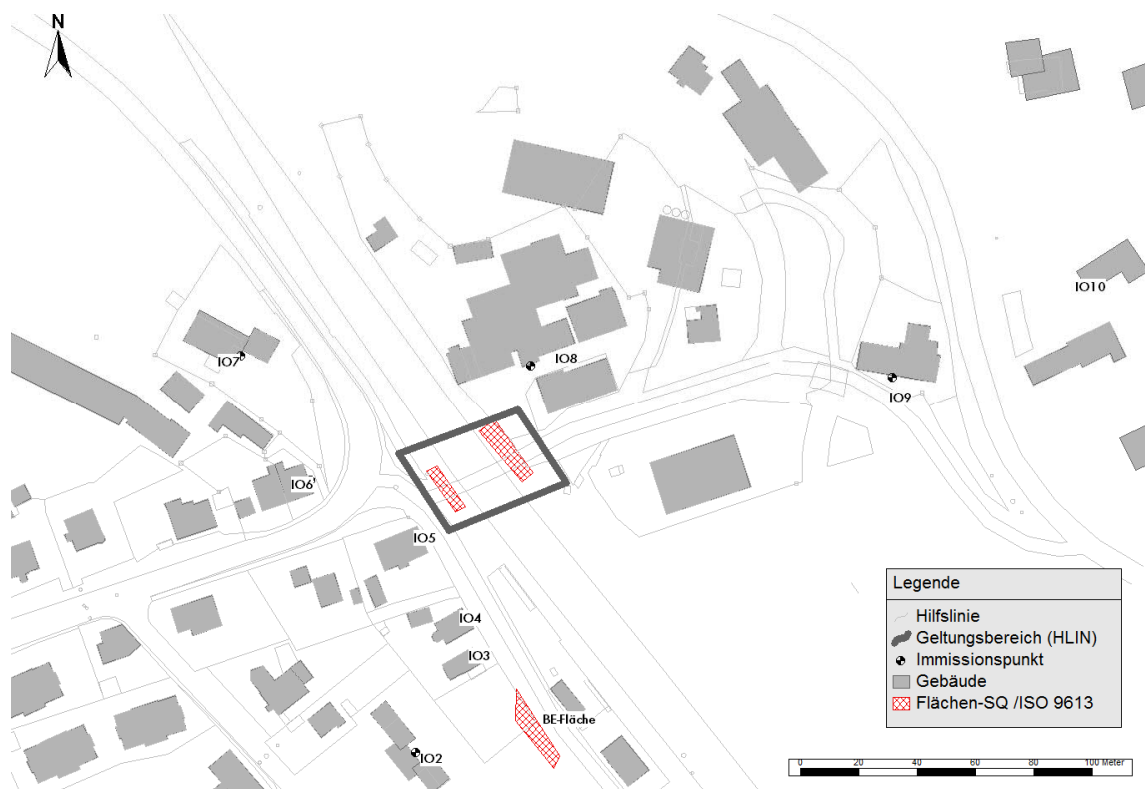 N
IO10
IO7
IO8
IO9
IO6'
IO5
IO4
IO3
BE-Fläche
IO2
Legende
Hilfslinie
Geltungsbereich (HLIN)
Immissionspunkt
Gebäude
Flächen-SQ /ISO 9613
0 20 40 60 80 100 Meter